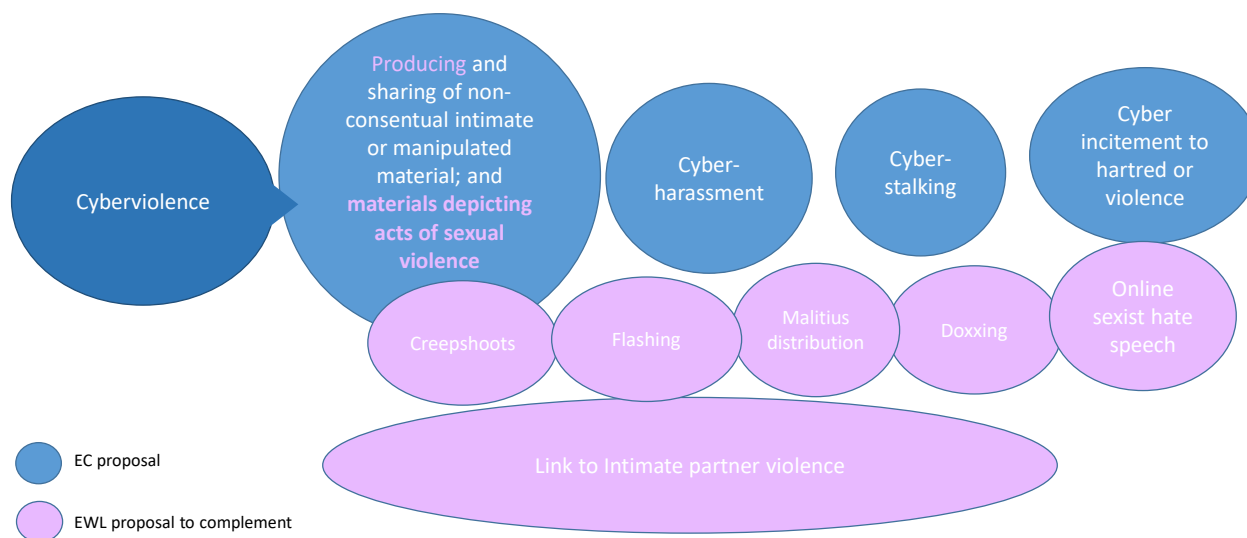 Cyberviolence
Producing and
sharing of non-
consentual intimate
or manipulated
material; and
materials depicting
acts of sexual
violence
Cyber-
harassment
Cyber-
stalking
Cyber
incitement to
hartred or
violence
Creepshoots
Flashing
Malitius
distribution
Doxxing
Online
sexist hate
speech
Link to Intimate partner violence
EC proposal
EWL proposal to complement